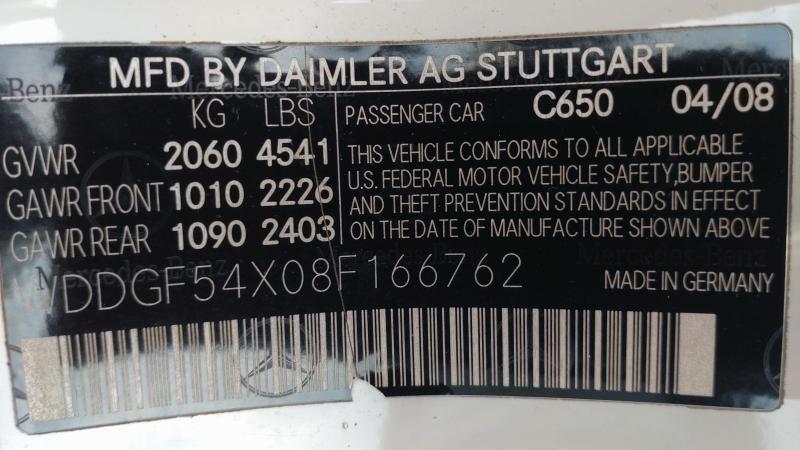 MFD BY DAIMLER AG STUTTGART
KG LBS
GVWR 2060 4541
GAWR FRONT 1010 2226
GAWR REAR 1090 2403
PASSENGER CAR C650 04/08
THIS VEHICLE CONFORMS TO ALL APPLICABLE
U.S. FEDERAL MOTOR VEHICLE SAFETY,BUMPER
AND THEFT PREVENTION STANDARDS IN EFFECT
ON THE DATE OF MANUFACTURE SHOWN ABOVE
WDDGF54X08F166762
MADE IN GERMANY